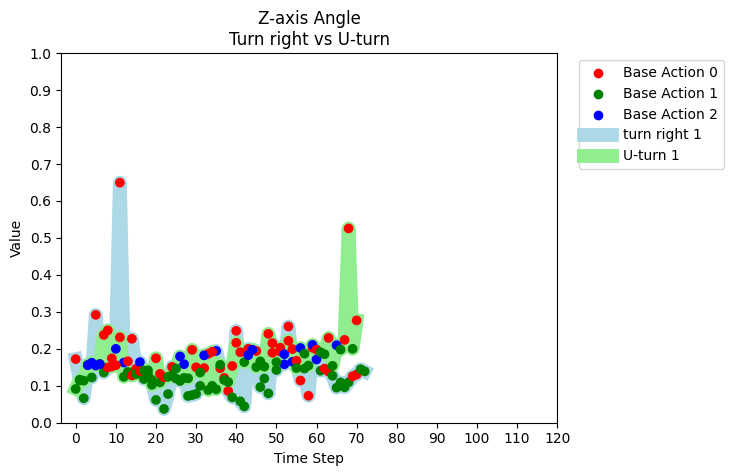 Z-axis Angle
Turn right vs U-turn
1.0
0.9
0.8
0.7
0.6
0.5
0.4
0.3
0.2
0.1
0.0
Value
0 10 20 30 40 50 60 70 80 90 100 110 120
Time Step
Base Action 0
Base Action 1
Base Action 2
turn right 1
U-turn 1